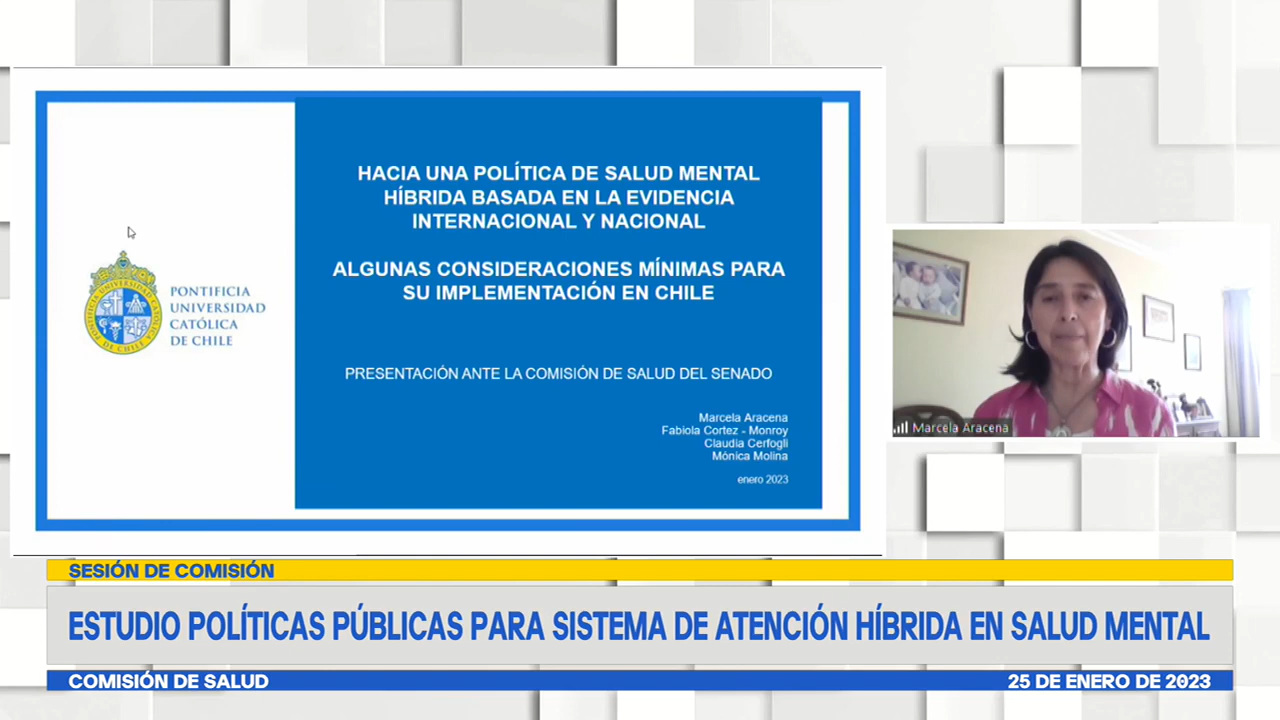 HACIA UNA POLÍTICA DE SALUD MENTAL
HÍBRIDA BASADA EN LA EVIDENCIA
INTERNACIONAL Y NACIONAL
ALGUNAS CONSIDERACIONES MÍNIMAS PARA
SU IMPLEMENTACIÓN EN CHILE
PRESENTACIÓN ANTE LA COMISIÓN DE SALUD DEL SENADO
Marcela Aracena
Fabiola Cortez - Monroy
Claudia Cerfogli
Mónica Molina
enero 2023
PONTIFICIA
UNIVERSIDAD
CATÓLICA
DE CHILE
Marcela Aracena
SESIÓN DE COMISIÓN
ESTUDIO POLÍTICAS PÚBLICAS PARA SISTEMA DE ATENCIÓN HÍBRIDA EN SALUD MENTAL
COMISIÓN DE SALUD
25 DE ENERO DE 2023